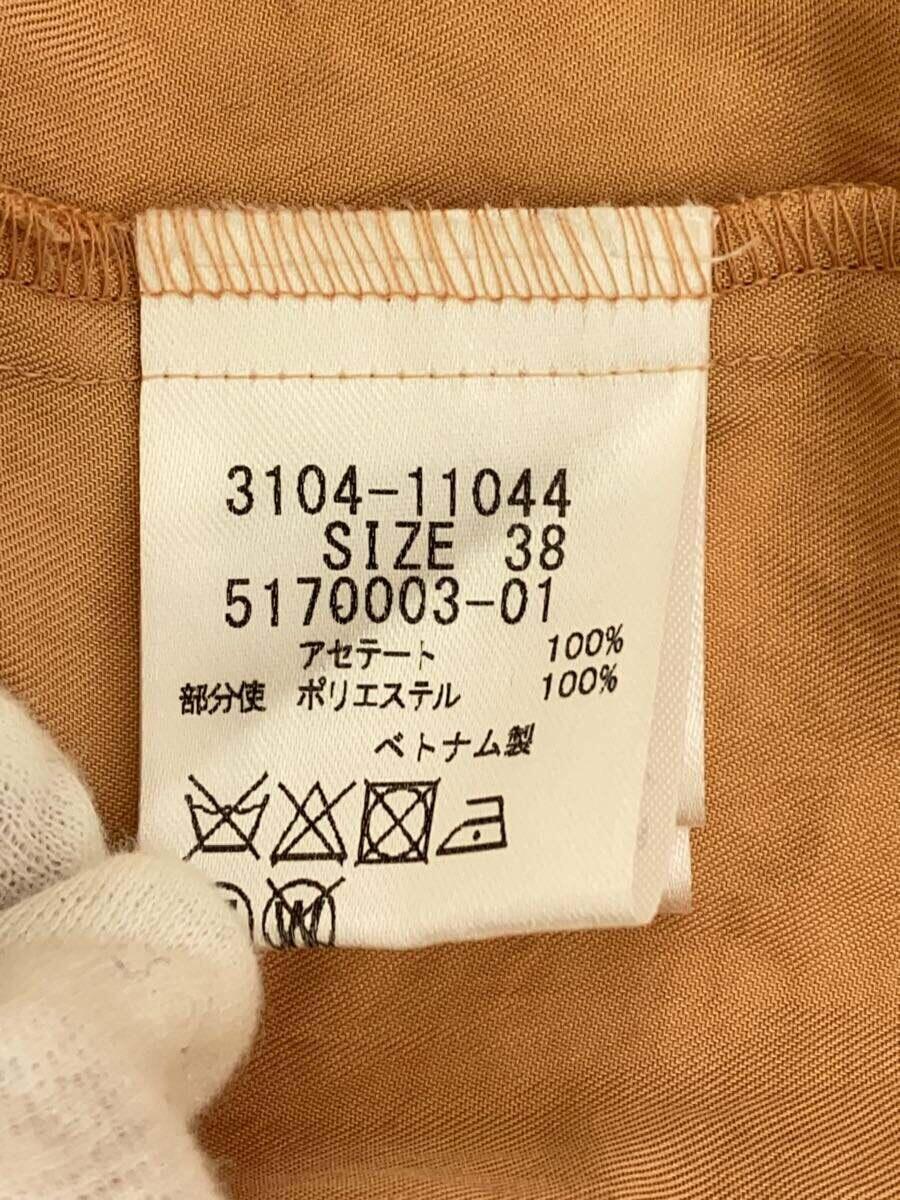 3104-11044
SIZE 38
5170003-01
アセテート 100%
部分使 ポリエステル 100%
ベトナム製
W